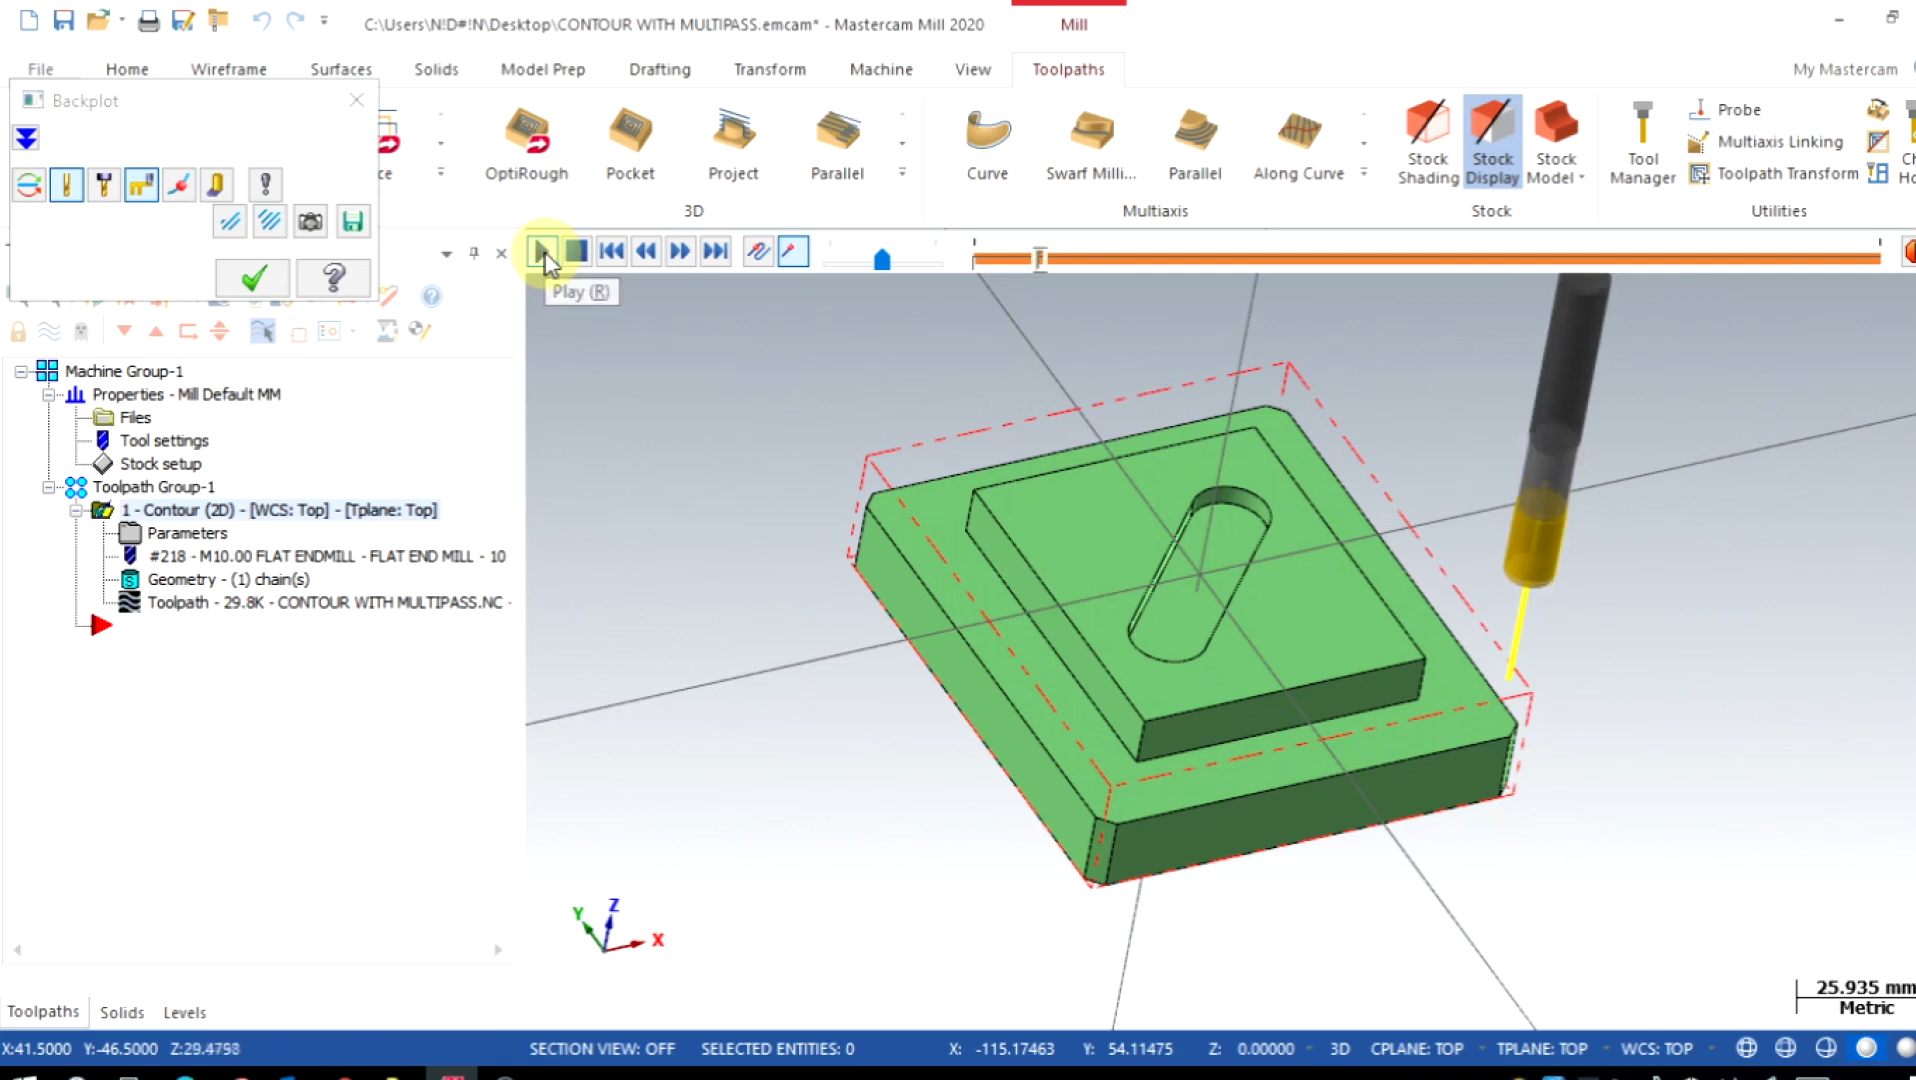 C:\Users\N!D#!N\Desktop\CONTOUR WITH MULTIPASS.emcam* - Mastercam Mill 2020
Mill
File Home Wireframe Surfaces Solids Model Prep Drafting Transform Machine View Toolpaths My Mastercam
Backplot
OptiRough Pocket Project Parallel
3D
Curve Swarf Milli... Parallel Along Curve
Multiaxis
Stock Shading
Stock Display
Stock Model
Stock
Tool Manager
Probe
Multiaxis Linking
Toolpath Transform
Utilities
Play (R)
Machine Group-1
Properties - Mill Default MM
Files
Tool settings
Stock setup
Toolpath Group-1
1 - Contour (2D) - [WCS: Top] - [Tplane: Top]
Parameters
#218 - M10.00 FLAT ENDMILL - FLAT END MILL - 10
Geometry - (1) chain(s)
Toolpath - 29.8K - CONTOUR WITH MULTIPASS.NC -
Z
Y
X
25.935 mm
Metric
Toolpaths Solids Levels
X:41.5000 Y:-46.5000 Z:29.4798 SECTION VIEW: OFF SELECTED ENTITIES: 0 X: -115.17463 Y: 54.11475 Z: 0.00000 3D CPLANE: TOP TPLANE: TOP WCS: TOP